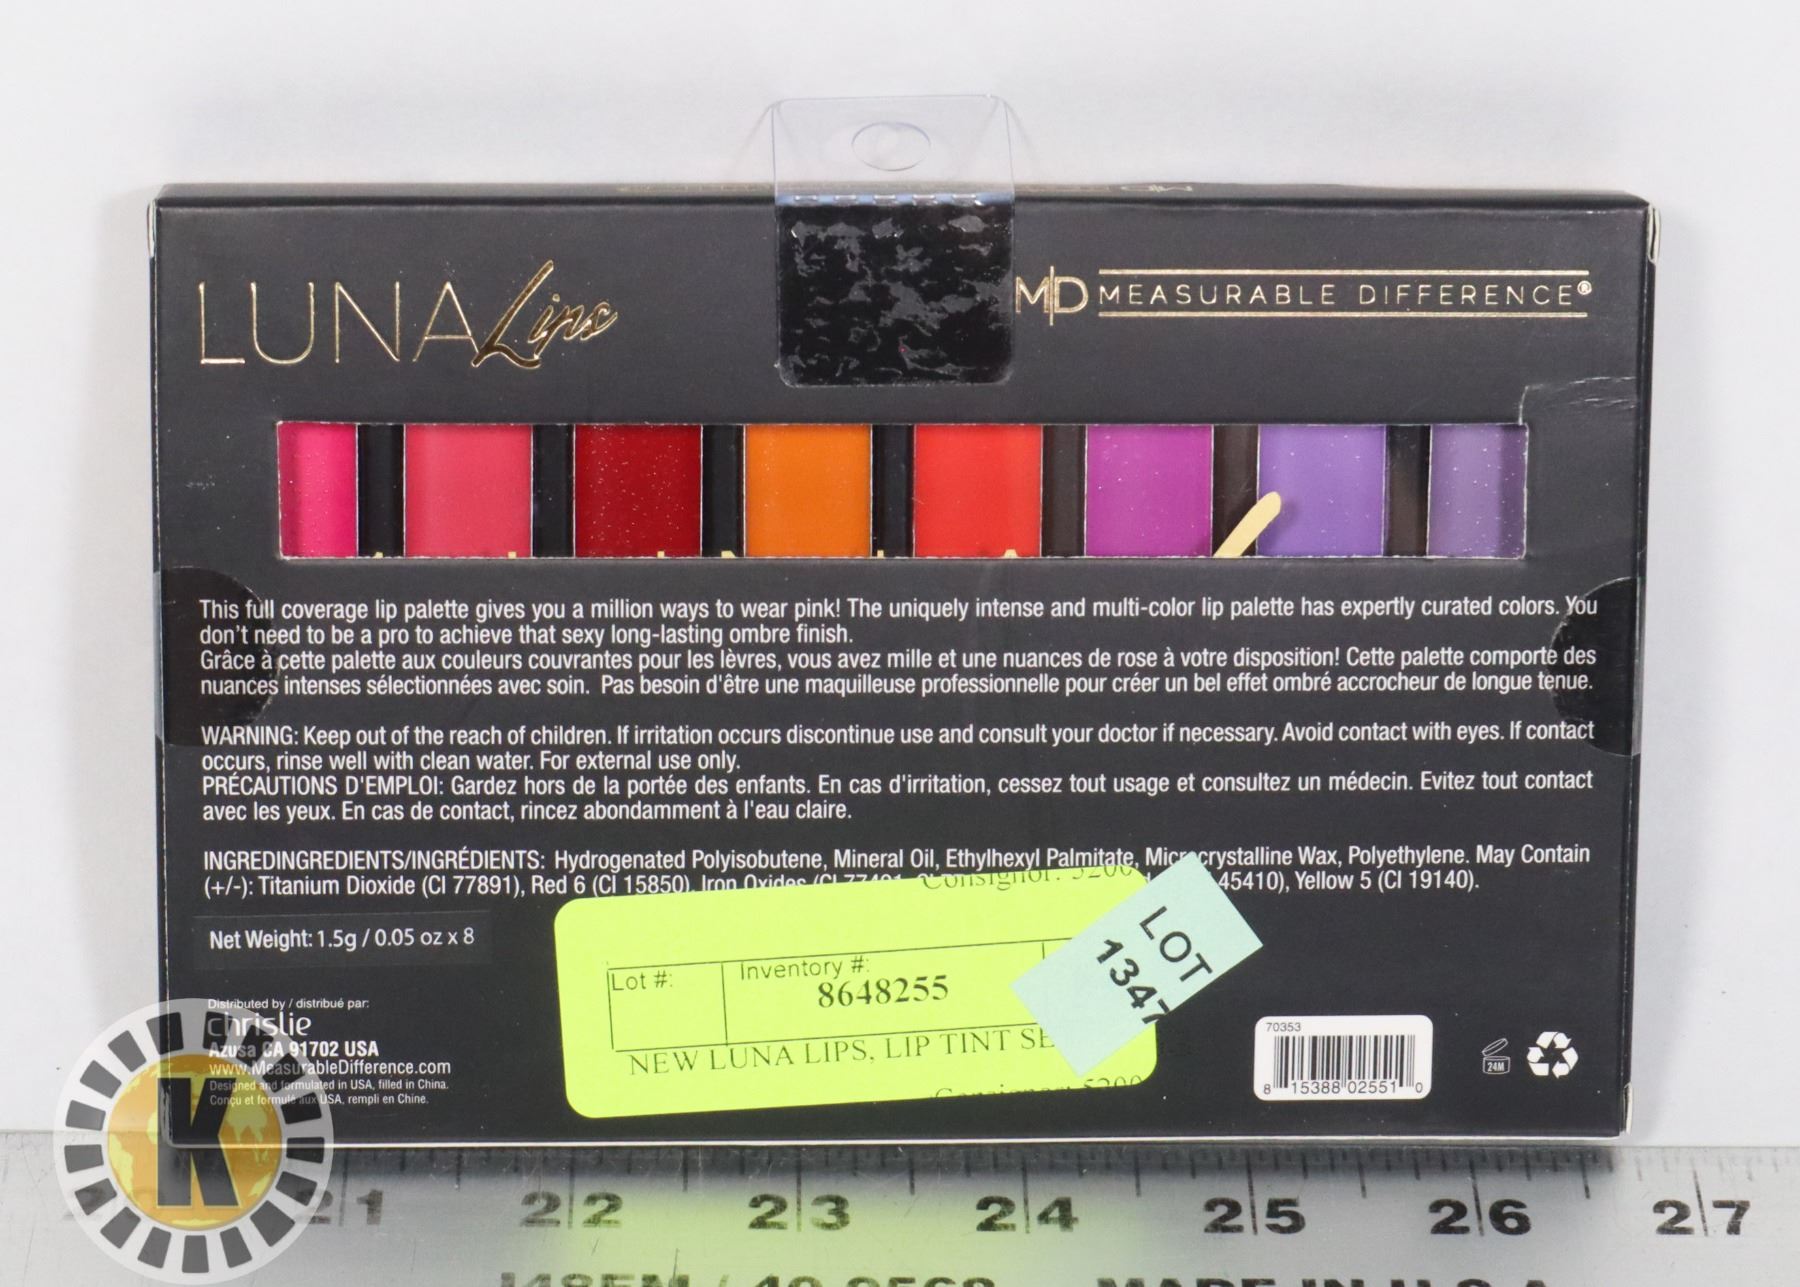 LUNA Lips
MD MEASURABLE DIFFERENCE®
This full coverage lip palette gives you a million ways to wear pink! The uniquely intense and multi-color lip palette has expertly curated colors. You
don't need to be a pro to achieve that sexy long-lasting ombre finish.
Grâce à cette palette aux couleurs couvrantes pour les lèvres, vous avez mille et une nuances de rose à votre disposition! Cette palette comporte des
nuances intenses sélectionnées avec soin. Pas besoin d'être une maquilleuse professionnelle pour créer un bel effet ombré accrocheur de longue tenue.
WARNING: Keep out of the reach of children. If irritation occurs discontinue use and consult your doctor if necessary. Avoid contact with eyes. If contact
occurs, rinse well with clean water. For external use only.
PRÉCAUTIONS D'EMPLOI: Gardez hors de la portée des enfants. En cas d'irritation, cessez tout usage et consultez un médecin. Evitez tout contact
avec les yeux. En cas de contact, rincez abondamment à l'eau claire.
INGREDINGREDIENTS/INGRÉDIENTS: Hydrogenated Polyisobutene, Mineral Oil, Ethylhexyl Palmitate, Microcrystalline Wax, Polyethylene. May Contain
(+/-): Titanium Dioxide (CI 77891), Red 6 (CI 15850), Iron Oxides (CI 77491, 45410), Yellow 5 (CI 19140).
Consignor: 5200
Net Weight: 1.5g / 0.05 oz x 8
LOT
1347
Lot #:
Inventory #:
8648255
NEW LUNA LIPS, LIP TINT
Consignor: 5200
Distributed by / distribué par:
chrislie
Azusa CA 91702 USA
www.MeasurableDifference.com
Designed and formulated in USA, filled in China.
Conçu et formulé aux USA, rempli en Chine.
70353
8 15388 02551 0
24M
K
21 22 23 24 25 26 27
MADE IN U.S.A.